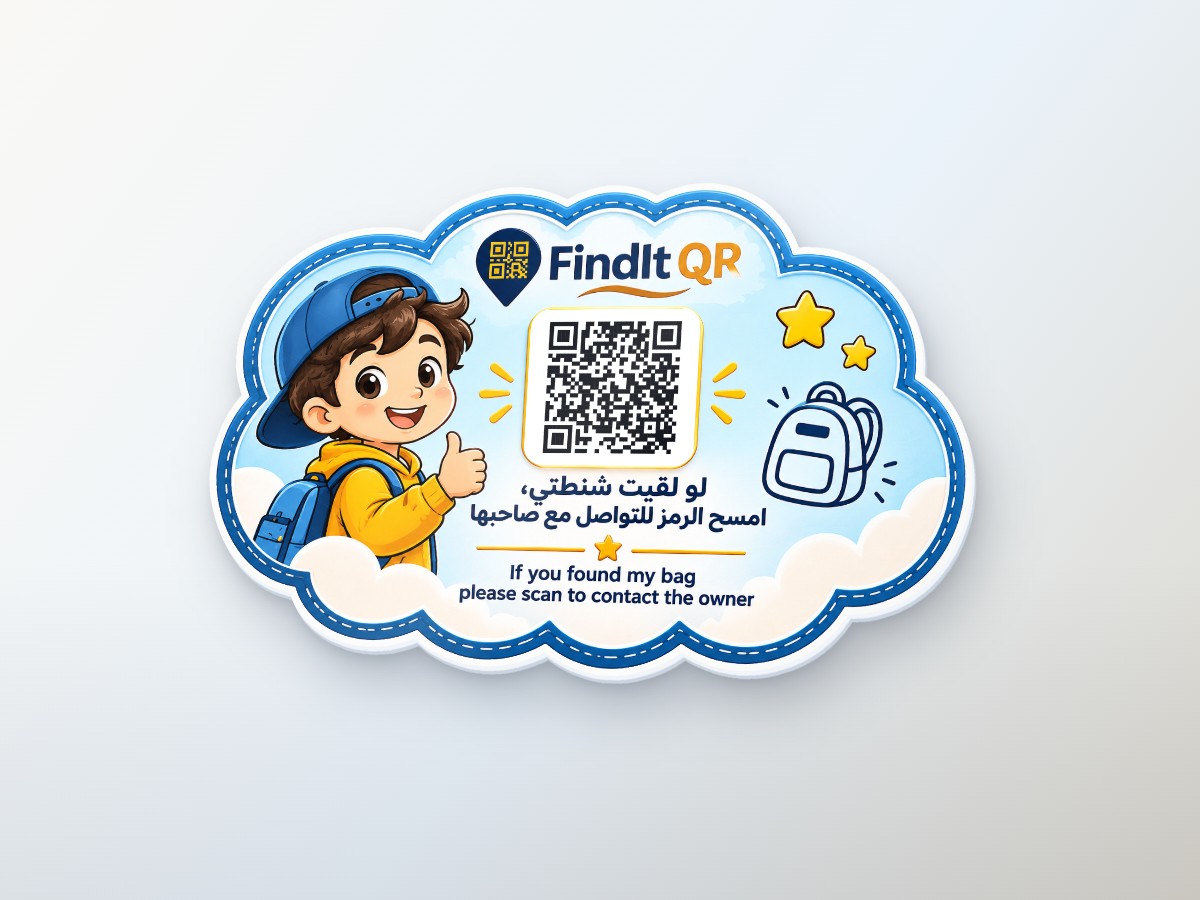 FindIt QR
لو لقيت شنطتي،
امسح الرمز للتواصل مع صاحبها
If you found my bag
please scan to contact the owner